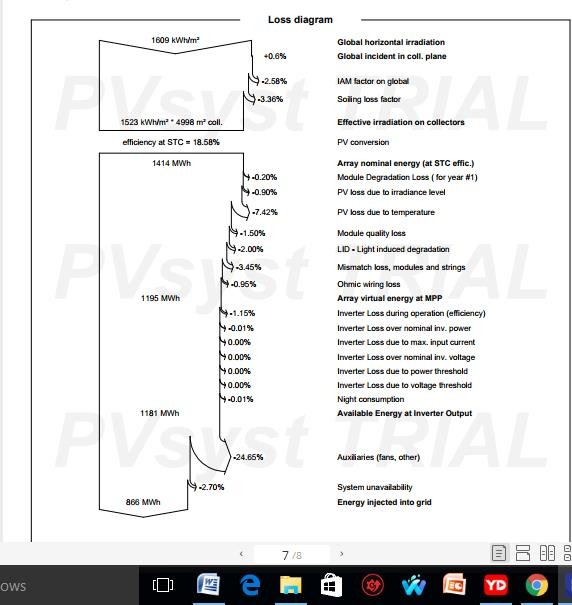 Loss diagram
1609 kWh/m² Global horizontal irradiation
+0.6% Global incident in coll. plane
-2.58% IAM factor on global
-3.36% Soiling loss factor
1523 kWh/m² * 4998 m² coll. Effective irradiation on collectors
efficiency at STC = 18.58% PV conversion
1414 MWh Array nominal energy (at STC effic.)
-0.20% Module Degradation Loss ( for year #1)
-0.90% PV loss due to irradiance level
-7.42% PV loss due to temperature
-1.50% Module quality loss
-2.00% LID - Light induced degradation
-3.45% Mismatch loss, modules and strings
-0.95% Ohmic wiring loss
1195 MWh Array virtual energy at MPP
-1.15% Inverter Loss during operation (efficiency)
-0.01% Inverter Loss over nominal inv. power
0.00% Inverter Loss due to max. input current
0.00% Inverter Loss over nominal inv. voltage
0.00% Inverter Loss due to power threshold
0.00% Inverter Loss due to voltage threshold
-0.01% Night consumption
1181 MWh Available Energy at Inverter Output
-24.65% Auxiliaries (fans, other)
-2.70% System unavailability
866 MWh Energy injected into grid
PVsyst TRIAL
PVsyst TRIAL
PVsyst TRIAL
7 /8
ows
W
P
YD